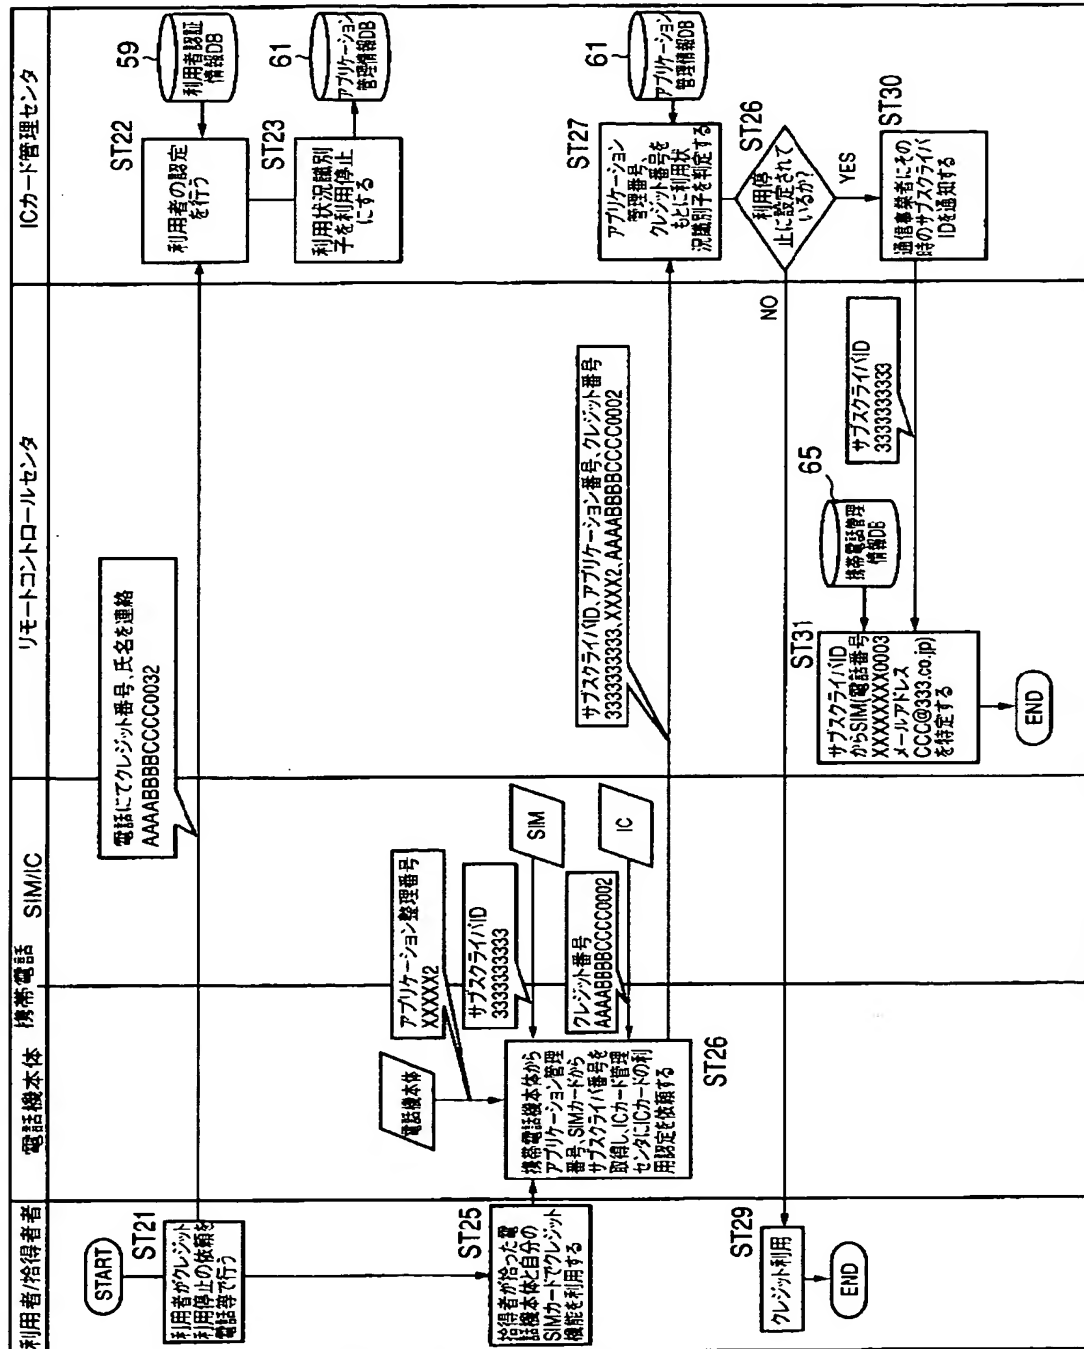 利用者/拾得者
電話機本体
携帯電話
SIM/IC
リモートコントロールセンタ
ICカード管理センタ
START
ST21
利用者がクレジット
利用停止の依頼を
電話等で行う
電話にてクレジット番号、氏名を連絡
AAAABBBBCCCC0032
ST22
利用者の認定
を行う
59
利用者認証
情報DB
ST23
利用状況識別
子を利用停止
にする
61
アプリケーション
管理情報DB
ST25
拾得者が拾った電
話機本体と自分の
SIMカードでクレジット
機能を利用する
電話機本体
アプリケーション整理番号
XXXXX2
サブスクライバID
3333333333
SIM
クレジット番号
AAAABBBBCCCC0002
IC
ST26
携帯電話機本体から
アプリケーション管理
番号、SIMカードから
サブスクライバ番号を
取得し、ICカード管理
センタにICカードの利
用認定を依頼する
サブスクライバID、アプリケーション番号、クレジット番号
3333333333、XXXX2、AAAABBBBCCCC0002
ST27
アプリケーション
管理番号、
クレジット番号を
もとに利用状
況識別子を判定する
61
アプリケーション
管理情報DB
ST26
利用停
止に設定されて
いるか?
NO
YES
ST29
クレジット利用
END
ST30
通信事業者にその
時のサブスクライバ
IDを通知する
サブスクライバID
3333333333
65
携帯電話管理
情報DB
ST31
サブスクライバID
からSIM(電話番号
XXXXXXXX0003
メールアドレス
CCC@333.co.jp)
を特定する
END